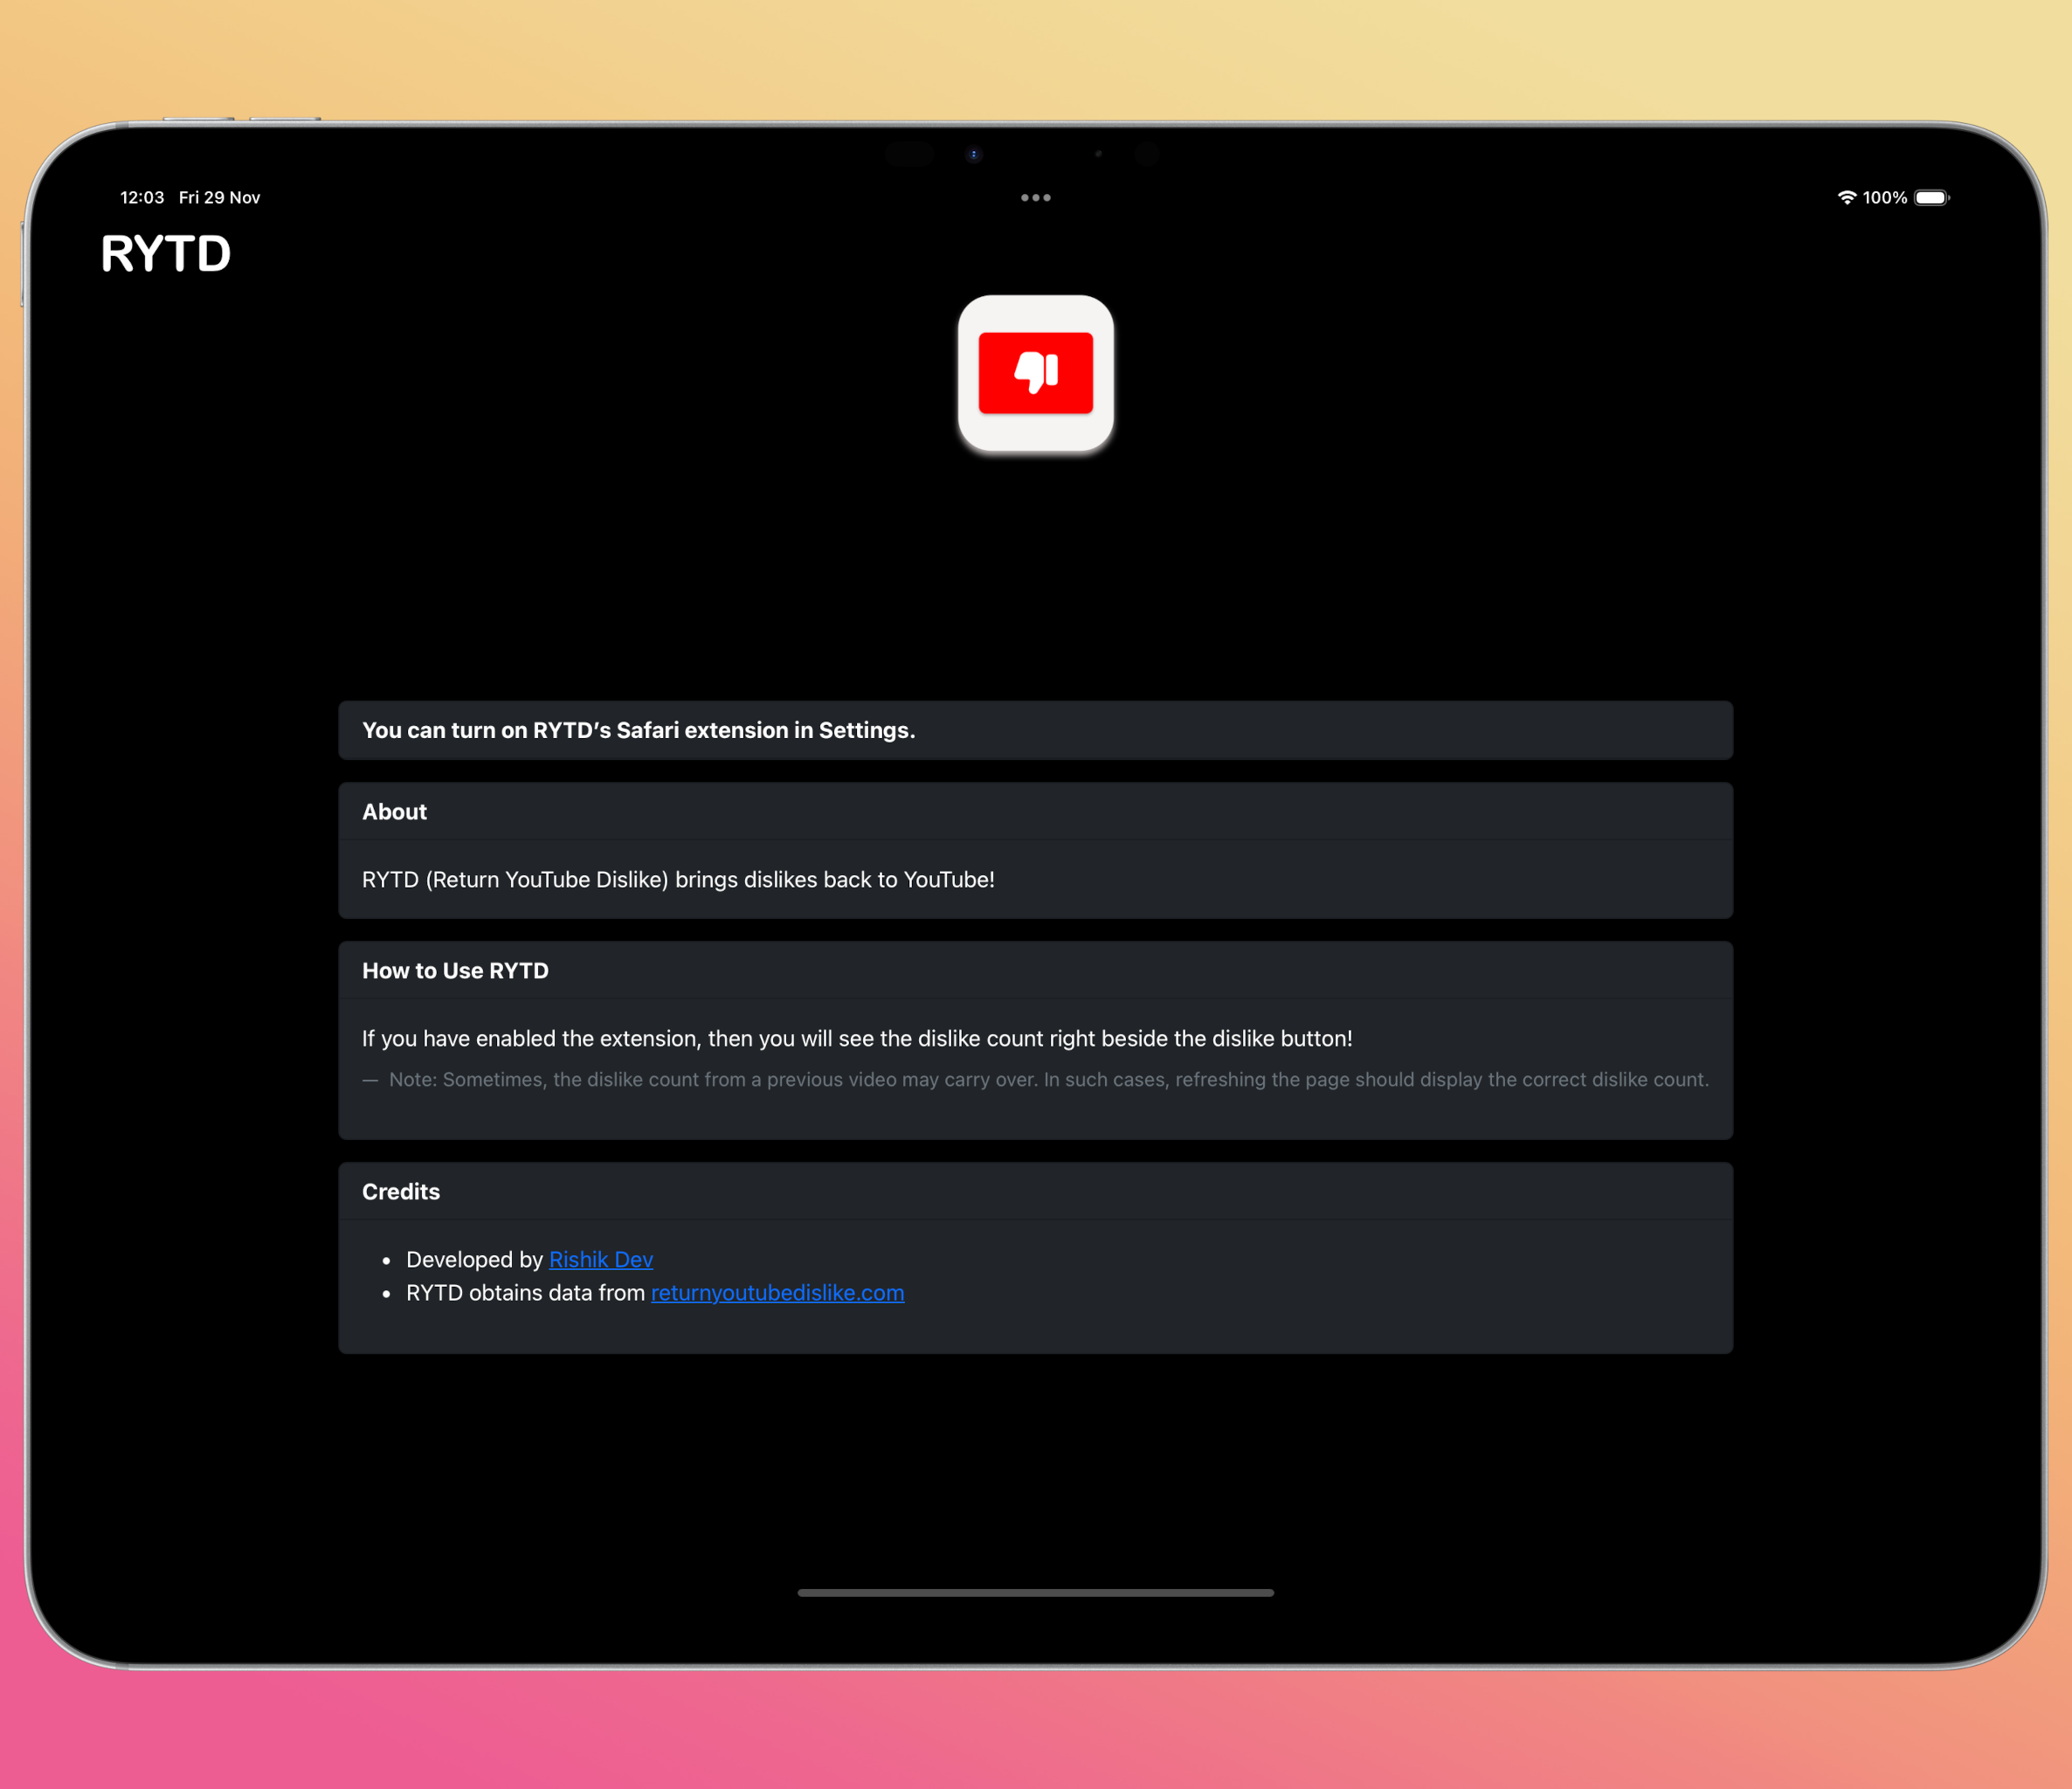 12:03 Fri 29 Nov
100%
RYTD
You can turn on RYTD’s Safari extension in Settings.
About
RYTD (Return YouTube Dislike) brings dislikes back to YouTube!
How to Use RYTD
If you have enabled the extension, then you will see the dislike count right beside the dislike button!
— Note: Sometimes, the dislike count from a previous video may carry over. In such cases, refreshing the page should display the correct dislike count.
Credits
• Developed by Rishik Dev
• RYTD obtains data from returnyoutubedislike.com